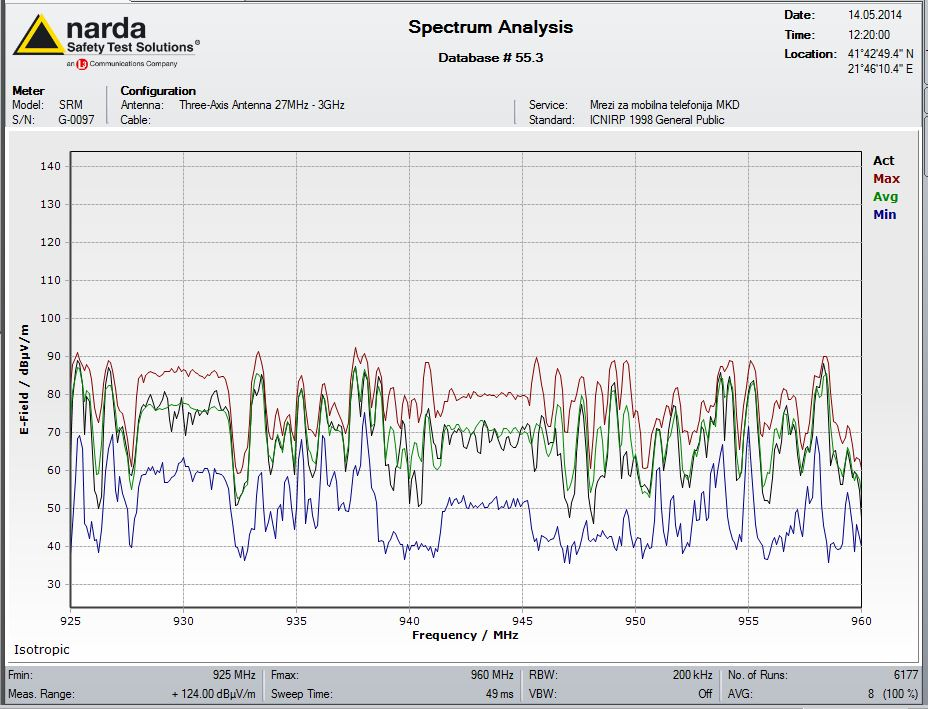 narda
Safety Test Solutions®
an L3 Communications Company
Spectrum Analysis
Database # 55.3
Date: 14.05.2014
Time: 12:20:00
Location: 41°42'49.4" N
21°46'10.4" E
Meter
Model: SRM
S/N: G-0097
Configuration
Antenna: Three-Axis Antenna 27MHz - 3GHz
Cable:
Service: Mrezi za mobilna telefonija MKD
Standard: ICNIRP 1998 General Public
E-Field / dBµV/m
140
130
120
110
100
90
80
70
60
50
40
30
Act
Max
Avg
Min
925 930 935 940 945 950 955 960
Frequency / MHz
Isotropic
Fmin: 925 MHz Fmax: 960 MHz RBW: 200 kHz No. of Runs: 6177
Meas. Range: + 124.00 dBµV/m Sweep Time: 49 ms VBW: Off AVG: 8 (100 %)